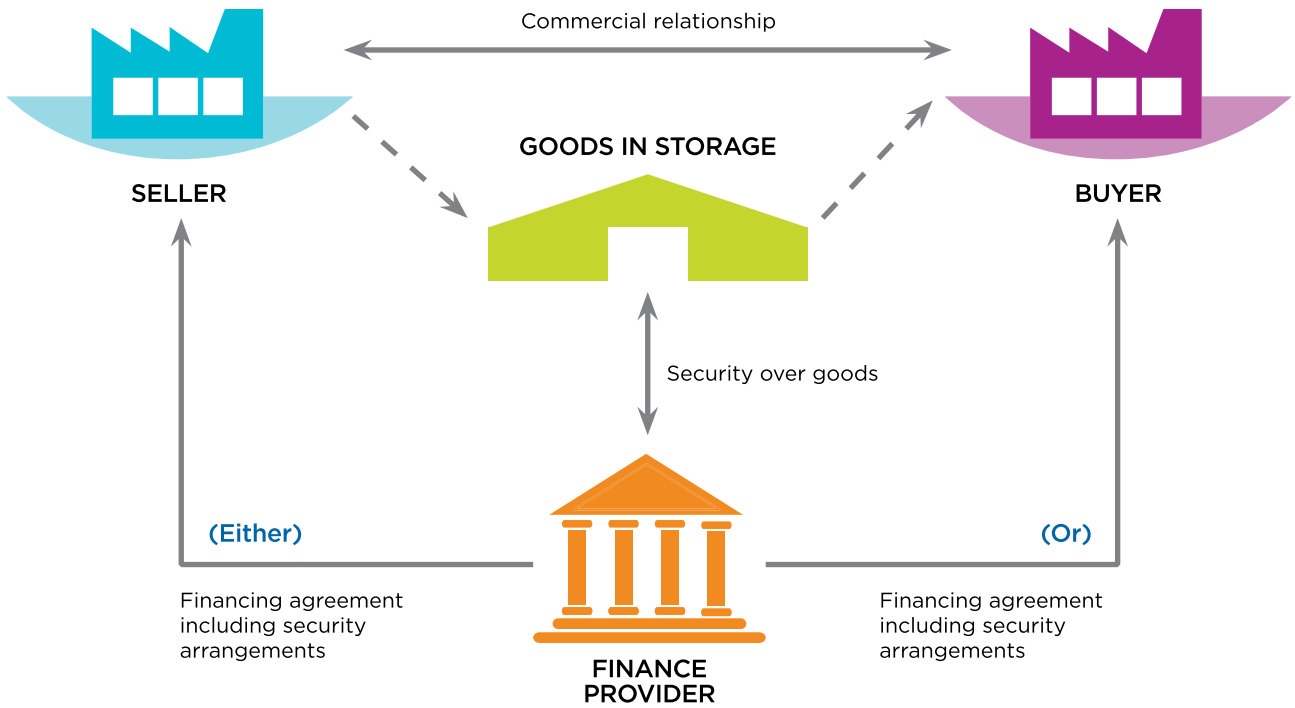 Commercial relationship
GOODS IN STORAGE
SELLER
BUYER
Security over goods
(Either)
(Or)
Financing agreement
including security
arrangements
Financing agreement
including security
arrangements
FINANCE
PROVIDER